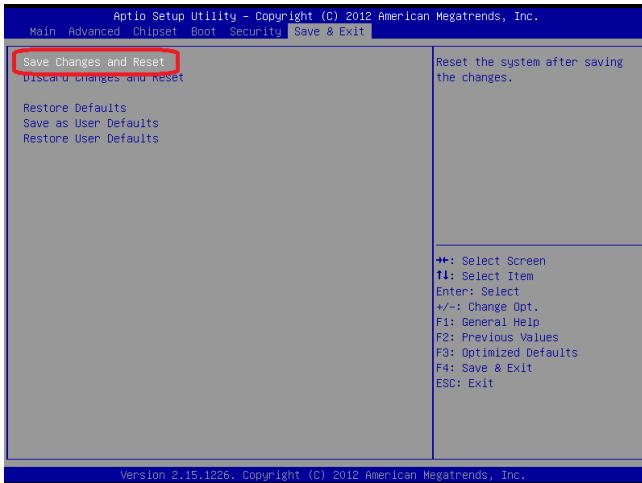 Aptio Setup Utility – Copyright (C) 2012 American Megatrends, Inc.
Main Advanced Chipset Boot Security Save & Exit
Save Changes and Reset
Discard Changes and Reset
Restore Defaults
Save as User Defaults
Restore User Defaults
Reset the system after saving
the changes.
→←: Select Screen
↑↓: Select Item
Enter: Select
+/-: Change Opt.
F1: General Help
F2: Previous Values
F3: Optimized Defaults
F4: Save & Exit
ESC: Exit
Version 2.15.1226. Copyright (C) 2012 American Megatrends, Inc.